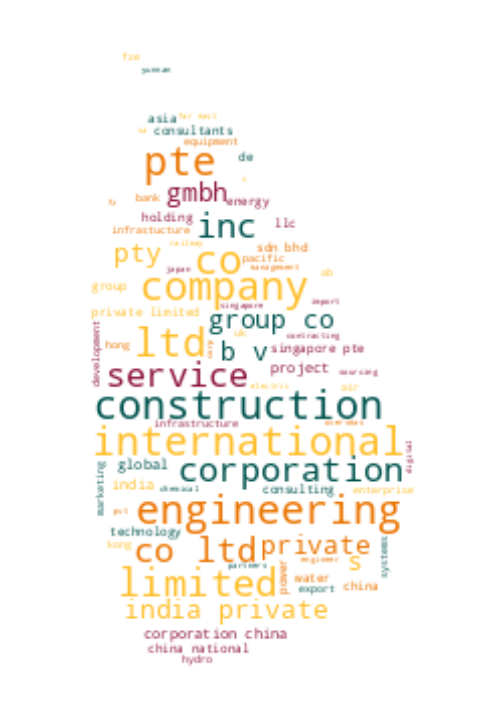 fze
yunnan
asia far east
sa consultants
equipment
pte de
gmbh
bank energy
holding inc llc
infrastucture
railway sdn bhd
pty co pacific
japan management ab
group company
singapore import
private limited group co
development hong ltd corp uk contracting
b v singapore pte
service project sourcing
electric air
construction
infrastructure overseas
international digital
marketing global corporation
india chemical consulting enterprise
pvt engineering
technology
kong co ltd private systems
partners engineer s
limited power water
export china
india private
corporation china
china national
hydro